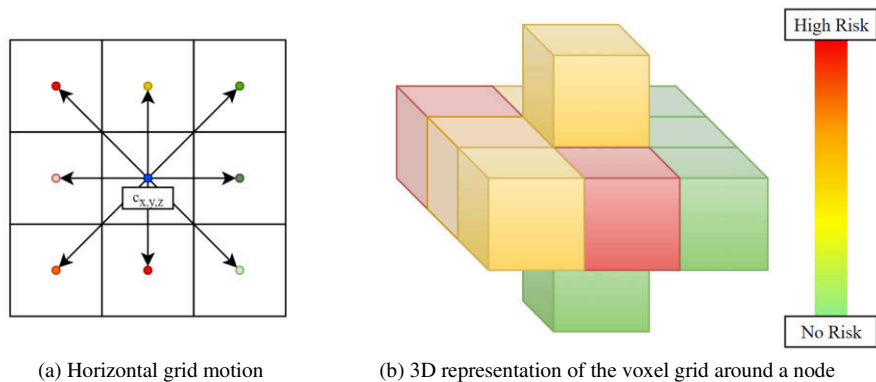 High Risk
c_{x,y,z}
No Risk
(a) Horizontal grid motion
(b) 3D representation of the voxel grid around a node